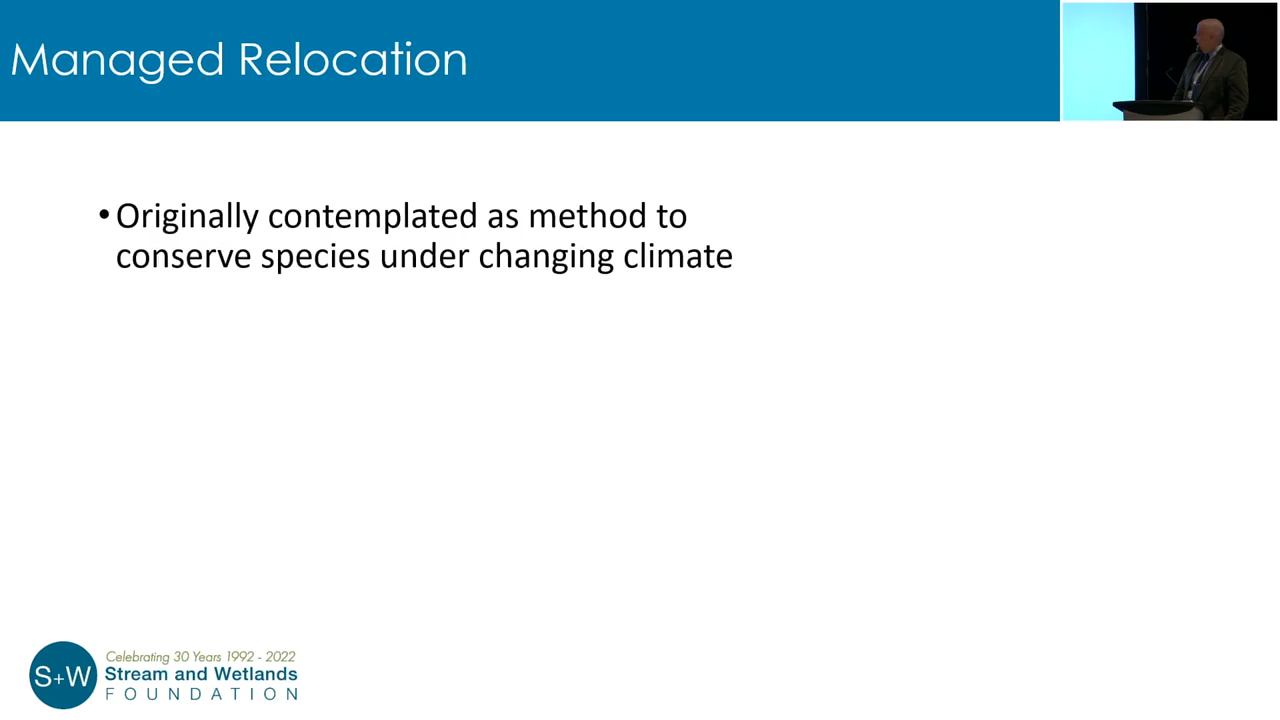 Managed Relocation
• Originally contemplated as method to
conserve species under changing climate
S+W
Celebrating 30 Years 1992 - 2022
Stream and Wetlands
FOUNDATION